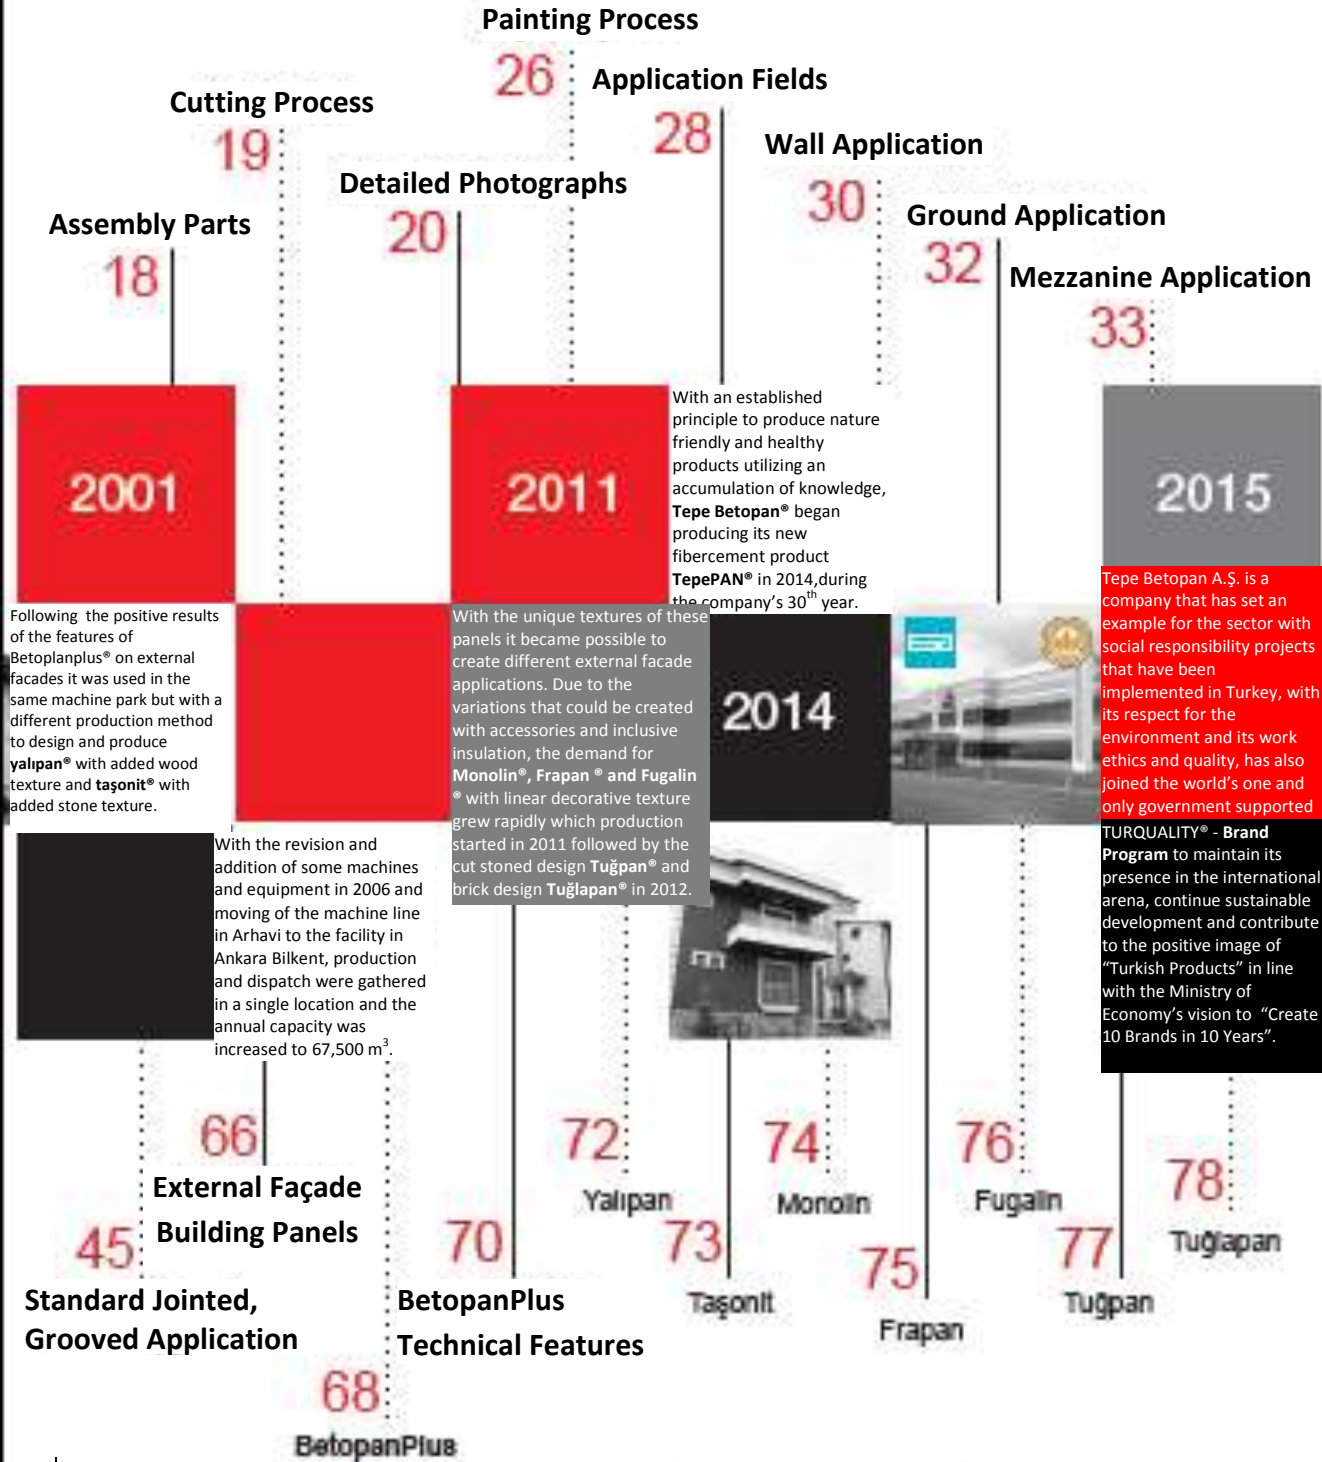 Painting Process
26
Application Fields
28
Cutting Process
19
Wall Application
30
Detailed Photographs
20
Ground Application
32
Assembly Parts
18
Mezzanine Application
33
2001
2011
With an established
principle to produce nature
friendly and healthy
products utilizing an
accumulation of knowledge,
Tepe Betopan® began
producing its new
fibercement product
TepePAN® in 2014,during
the company's 30th year.
2015
Following  the positive results
of the features of
Betoplanplus® on external
facades it was used in the
same machine park but with a
different production method
to design and produce
yalıpan® with added wood
texture and taşonit® with
added stone texture.
With the revision and
addition of some machines
and equipment in 2006 and
moving of the machine line
in Arhavi to the facility in
Ankara Bilkent, production
and dispatch were gathered
in a single location and the
annual capacity was
increased to 67,500 m3.
With the unique textures of these
panels it became possible to
create different external facade
applications. Due to the
variations that could be created
with accessories and inclusive
insulation, the demand for
Monolin®, Frapan ® and Fugalin
® with linear decorative texture
grew rapidly which production
started in 2011 followed by the
cut stoned design Tuğpan® and
brick design Tuğlapan® in 2012.
2014
Tepe Betopan A.Ş. is a
company that has set an
example for the sector with
social responsibility projects
that have been
implemented in Turkey, with
its respect for the
environment and its work
ethics and quality, has also
joined the world's one and
only government supported
TURQUALITY® - Brand
Program to maintain its
presence in the international
arena, continue sustainable
development and contribute
to the positive image of
“Turkish Products” in line
with the Ministry of
Economy's vision to  “Create
10 Brands in 10 Years”.
66
External Façade
Building Panels
45
Standard Jointed,
Grooved Application
68
BetopanPlus
70
BetopanPlus
Technical Features
72
Yalıpan
73
Taşonit
74
Monolin
75
Frapan
76
Fugalin
77
Tuğpan
78
Tuğlapan